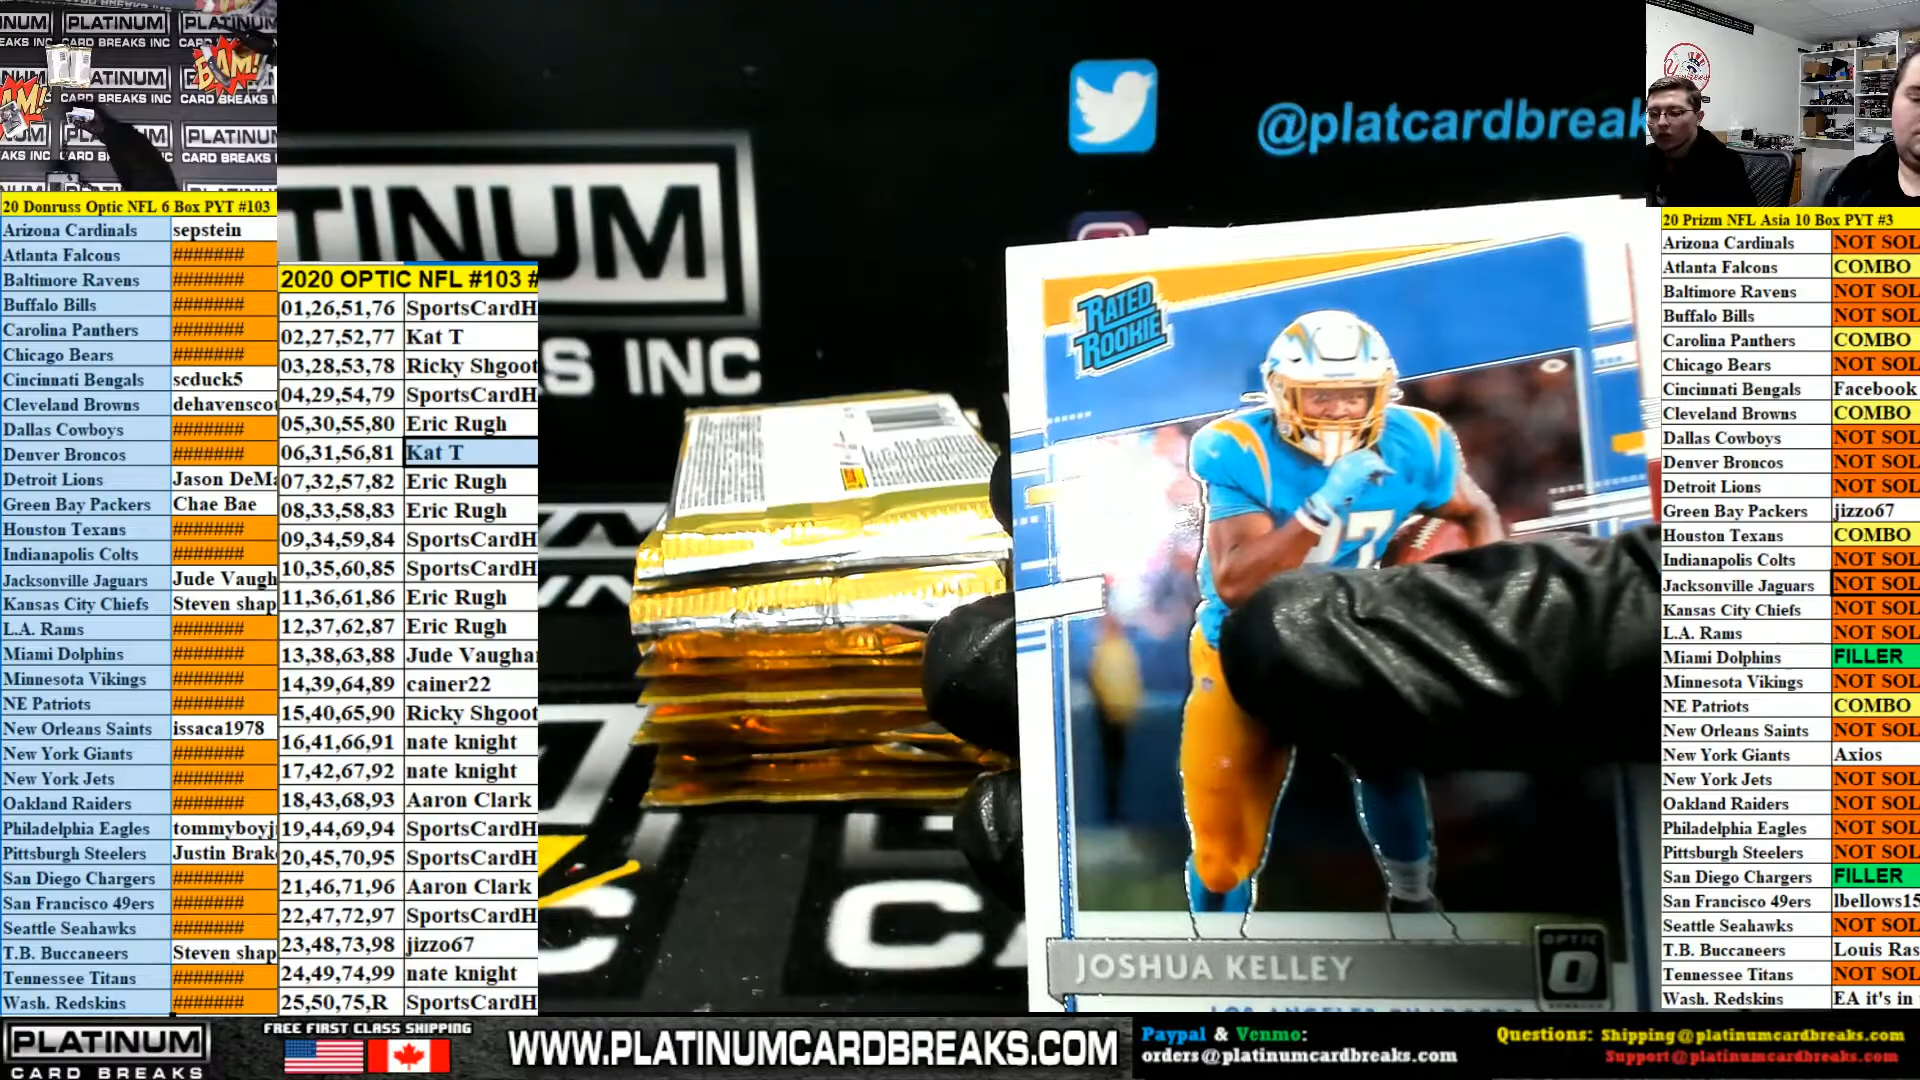 PLATINUM
CARD BREAKS INC
BAM!
@platcardbreak
TINUM
S INC
20 Donruss Optic NFL 6 Box PYT #103
Arizona Cardinals sepstein
Atlanta Falcons #######
Baltimore Ravens #######
Buffalo Bills #######
Carolina Panthers #######
Chicago Bears #######
Cincinnati Bengals scduck5
Cleveland Browns dehavensco
Dallas Cowboys #######
Denver Broncos #######
Detroit Lions Jason DeMa
Green Bay Packers Chae Bae
Houston Texans #######
Indianapolis Colts #######
Jacksonville Jaguars Jude Vaugh
Kansas City Chiefs Steven shap
L.A. Rams #######
Miami Dolphins #######
Minnesota Vikings #######
NE Patriots #######
New Orleans Saints issaca1978
New York Giants #######
New York Jets #######
Oakland Raiders #######
Philadelphia Eagles tommyboyj
Pittsburgh Steelers Justin Brak
San Diego Chargers #######
San Francisco 49ers #######
Seattle Seahawks #######
T.B. Buccaneers Steven shap
Tennessee Titans #######
Wash. Redskins #######
2020 OPTIC NFL #103 #
01,26,51,76 SportsCardH
02,27,52,77 Kat T
03,28,53,78 Ricky Shgoot
04,29,54,79 SportsCardH
05,30,55,80 Eric Rugh
06,31,56,81 Kat T
07,32,57,82 Eric Rugh
08,33,58,83 Eric Rugh
09,34,59,84 SportsCardH
10,35,60,85 SportsCardH
11,36,61,86 Eric Rugh
12,37,62,87 Eric Rugh
13,38,63,88 Jude Vaugha
14,39,64,89 cainer22
15,40,65,90 Ricky Shgoot
16,41,66,91 nate knight
17,42,67,92 nate knight
18,43,68,93 Aaron Clark
19,44,69,94 SportsCardH
20,45,70,95 SportsCardH
21,46,71,96 Aaron Clark
22,47,72,97 SportsCardH
23,48,73,98 jizzo67
24,49,74,99 nate knight
25,50,75,R SportsCardH
RATED
ROOKIE
JOSHUA KELLEY
OPTIC
LOS ANGELES CHARGERS
20 Prizm NFL Asia 10 Box PYT #3
Arizona Cardinals NOT SOL
Atlanta Falcons COMBO
Baltimore Ravens NOT SOL
Buffalo Bills NOT SOL
Carolina Panthers COMBO
Chicago Bears NOT SOL
Cincinnati Bengals Facebook
Cleveland Browns COMBO
Dallas Cowboys NOT SOL
Denver Broncos NOT SOL
Detroit Lions NOT SOL
Green Bay Packers jizzo67
Houston Texans COMBO
Indianapolis Colts NOT SOL
Jacksonville Jaguars NOT SOL
Kansas City Chiefs NOT SOL
L.A. Rams NOT SOL
Miami Dolphins FILLER
Minnesota Vikings NOT SOL
NE Patriots COMBO
New Orleans Saints NOT SOL
New York Giants Axios
New York Jets NOT SOL
Oakland Raiders NOT SOL
Philadelphia Eagles NOT SOL
Pittsburgh Steelers NOT SOL
San Diego Chargers FILLER
San Francisco 49ers lbellows15
Seattle Seahawks NOT SOL
T.B. Buccaneers Louis Ras
Tennessee Titans NOT SOL
Wash. Redskins EA it's in
PLATINUM
CARD BREAKS
FREE FIRST CLASS SHIPPING
WWW.PLATINUMCARDBREAKS.COM
Paypal & Venmo:
orders@platinumcardbreaks.com
Questions: Shipping@platinumcardbreaks.com
Support@platinumcardbreaks.com